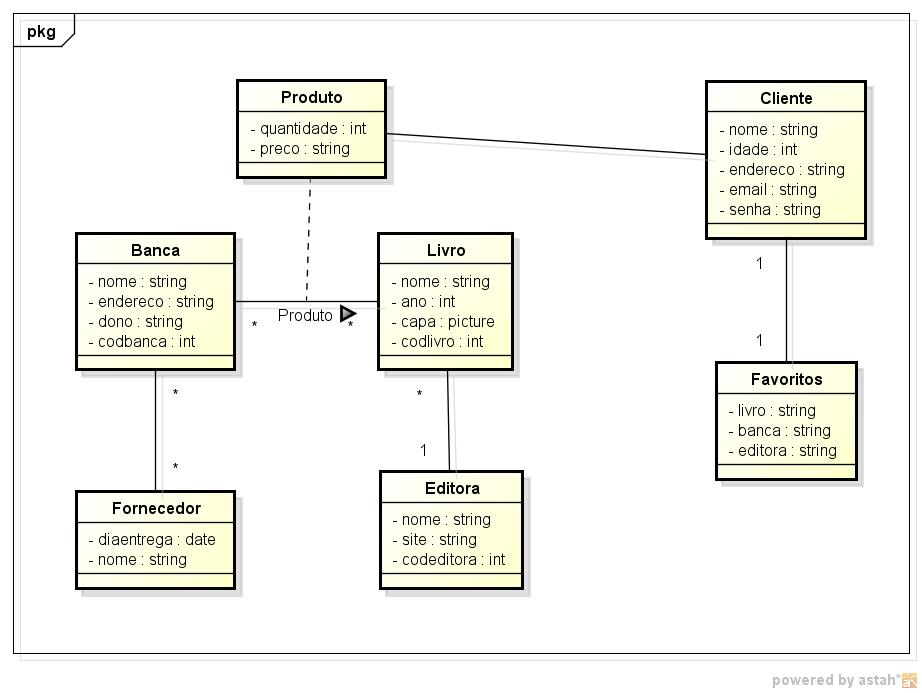 pkg
Produto
- quantidade : int
- preco : string
Cliente
- nome : string
- idade : int
- endereco : string
- email : string
- senha : string
Banca
- nome : string
- endereco : string
- dono : string
- codbanca : int
* Produto *
Livro
- nome : string
- ano : int
- capa : picture
- codlivro : int
1
1
Favoritos
- livro : string
- banca : string
- editora : string
*
*
*
1
Fornecedor
- diaentrega : date
- nome : string
Editora
- nome : string
- site : string
- codeditora : int
powered by astah*